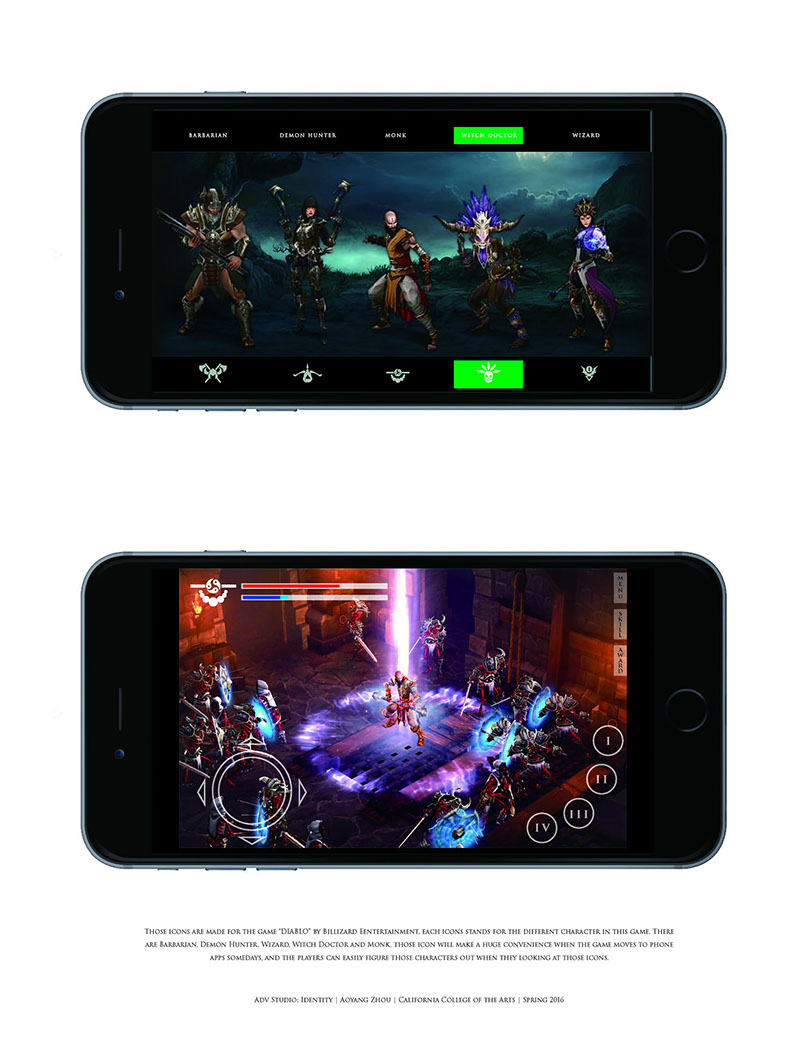 BARBARIAN DEMON HUNTER MONK WITCH DOCTOR WIZARD
MENU
SKILL
AWARD
I
II
III
IV
Those icons are made for the game "DIABLO" by Billizard Eentertainment, each icons stands for the different character in this game. There
are Barbarian, Demon Hunter, Wizard, Witch Doctor and Monk, those icon will make a huge convenience when the game moves to phone
apps somedays, and the players can easily figure those characters out when they looking at those icons.
Adv Studio: Identity | Aoyang Zhou | California College of the Arts | Spring 2016